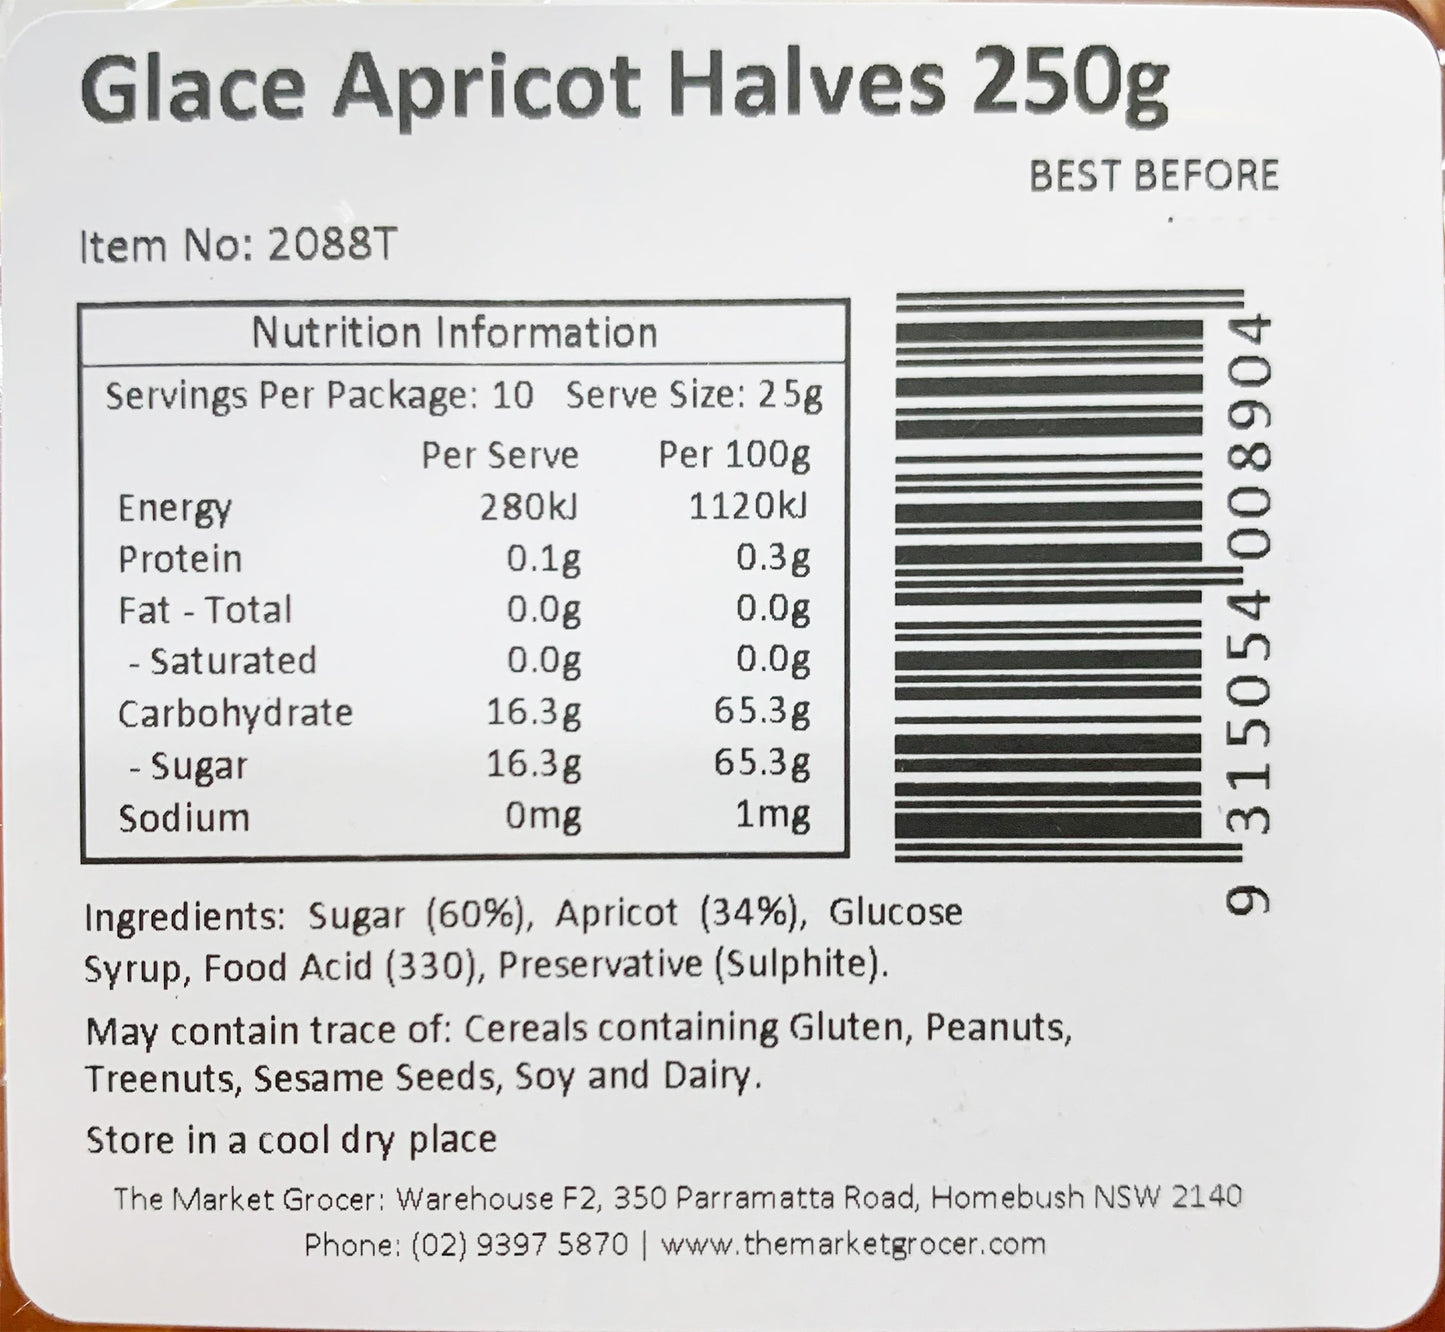 Glace Apricot Halves 250g
BEST BEFORE
Item No: 2088T
Nutrition Information
Servings Per Package: 10 Serve Size: 25g
Per Serve Per 100g
Energy 280kJ 1120kJ
Protein 0.1g 0.3g
Fat - Total 0.0g 0.0g
- Saturated 0.0g 0.0g
Carbohydrate 16.3g 65.3g
- Sugar 16.3g 65.3g
Sodium 0mg 1mg
9 315054 008904
Ingredients: Sugar (60%), Apricot (34%), Glucose
Syrup, Food Acid (330), Preservative (Sulphite).
May contain trace of: Cereals containing Gluten, Peanuts,
Treenuts, Sesame Seeds, Soy and Dairy.
Store in a cool dry place
The Market Grocer: Warehouse F2, 350 Parramatta Road, Homebush NSW 2140
Phone: (02) 9397 5870 | www.themarketgrocer.com